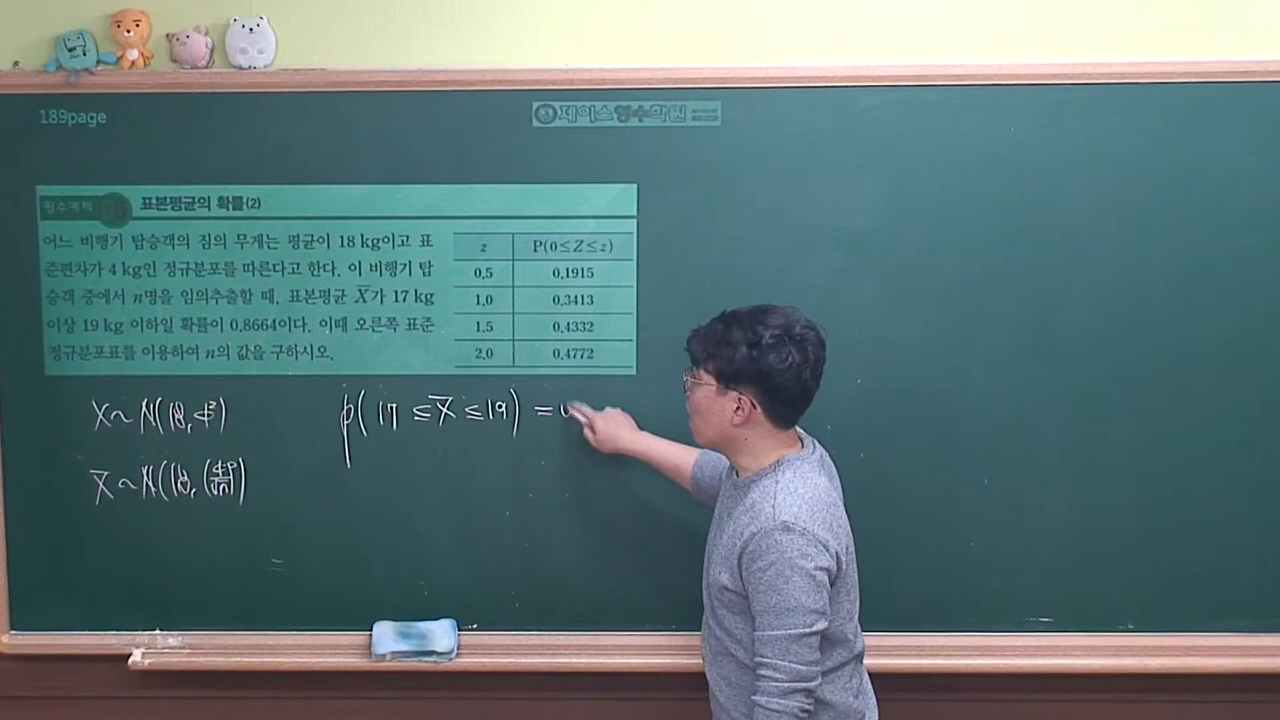 189page
제이스영수학원
필수예제
표본평균의 확률(2)
어느 비행기 탑승객의 짐의 무게는 평균이 18 kg이고 표
준편차가 4 kg인 정규분포를 따른다고 한다. 이 비행기 탑
승객 중에서 n명을 임의추출할 때, 표본평균 X̄가 17 kg
이상 19 kg 이하일 확률이 0.8664이다. 이때 오른쪽 표준
정규분포표를 이용하여 n의 값을 구하시오.
z P(0≤Z≤z)
0.5 0.1915
1.0 0.3413
1.5 0.4332
2.0 0.4772
X~N(18, 4²)
X̄~N(18, (4/√n)²)
P(17 ≤ X̄ ≤ 19) = 0